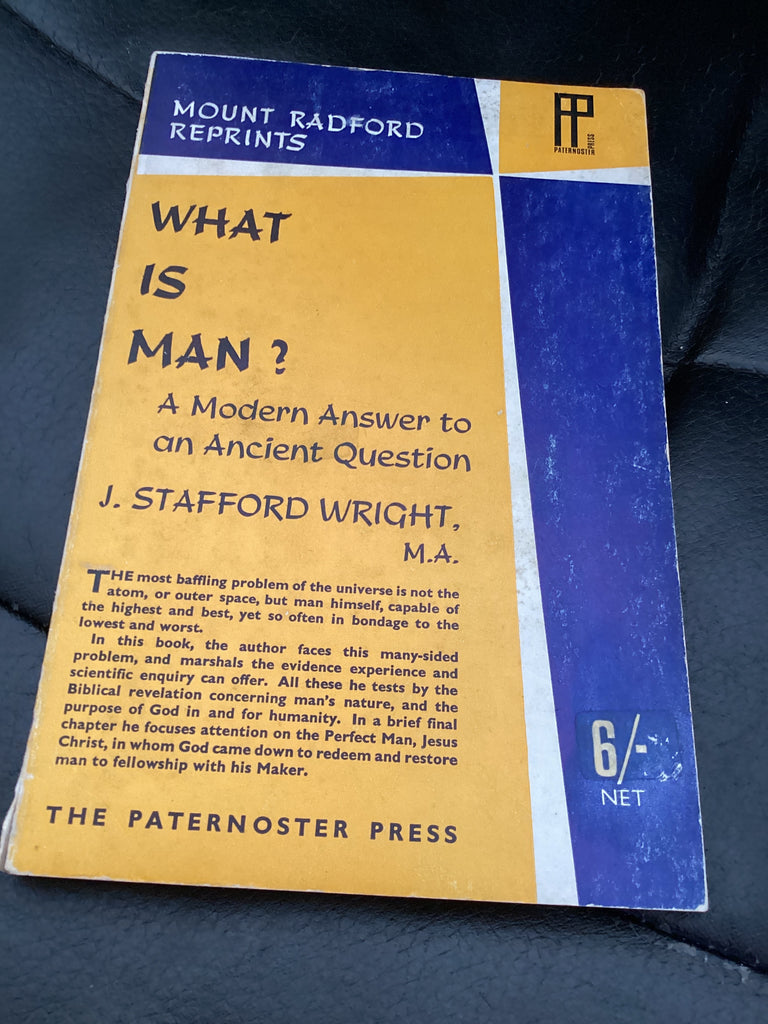 MOUNT RADFORD
REPRINTS
PATERNOSTER
PRESS
WHAT
IS
MAN ?
A Modern Answer to
an Ancient Question
J. STAFFORD WRIGHT,
M.A.
THE most baffling problem of the universe is not the
atom, or outer space, but man himself, capable of
the highest and best, yet so often in bondage to the
lowest and worst.
In this book, the author faces this many-sided
problem, and marshals the evidence experience and
scientific enquiry can offer. All these he tests by the
Biblical revelation concerning man's nature, and the
purpose of God in and for humanity. In a brief final
chapter he focuses attention on the Perfect Man, Jesus
Christ, in whom God came down to redeem and restore
man to fellowship with his Maker.
6/-
NET
THE PATERNOSTER PRESS